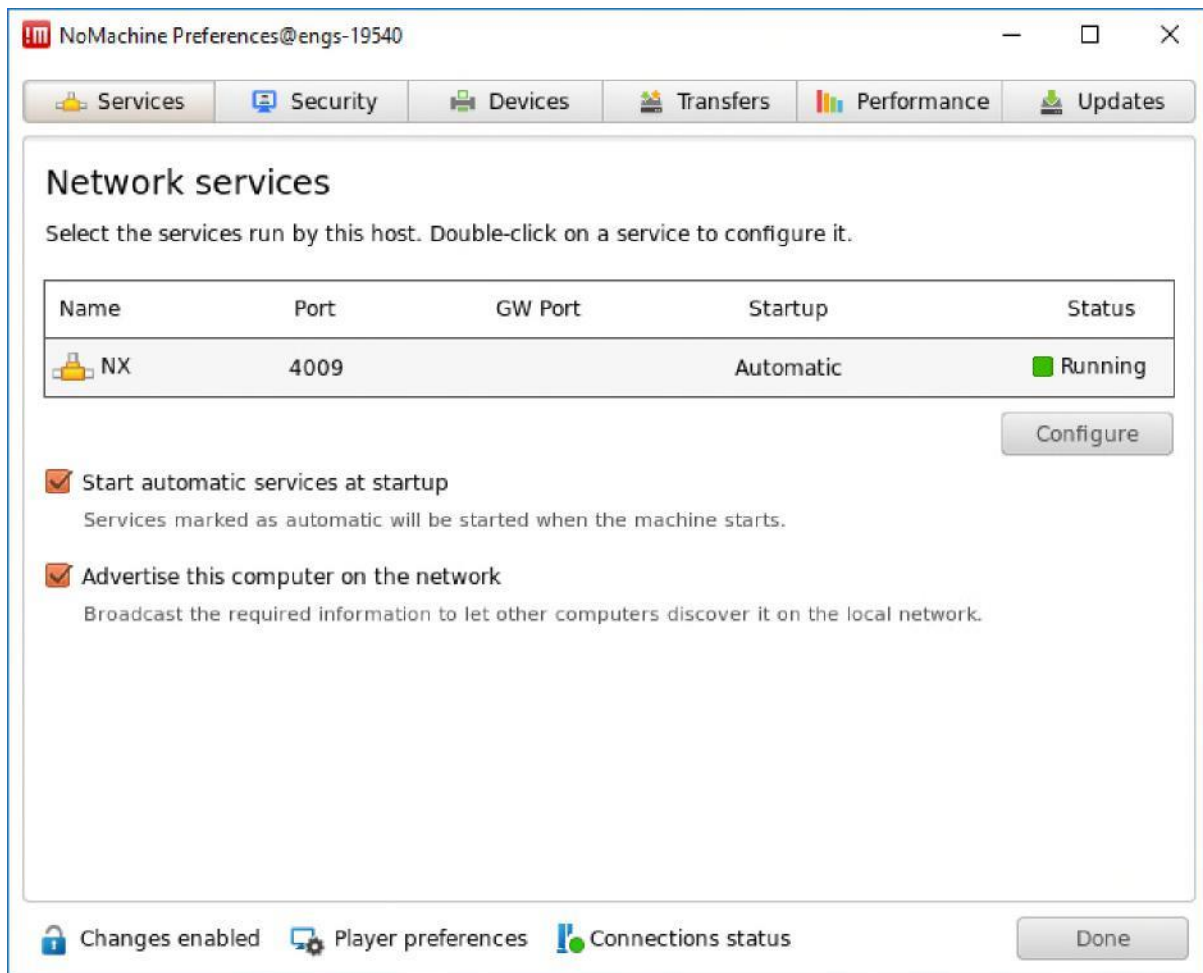 NoMachine Preferences@engs-19540
Services Security Devices Transfers Performance Updates
Network services
Select the services run by this host. Double-click on a service to configure it.
Name Port GW Port Startup Status
NX 4009 Automatic Running
Configure
Start automatic services at startup
Services marked as automatic will be started when the machine starts.
Advertise this computer on the network
Broadcast the required information to let other computers discover it on the local network.
Changes enabled Player preferences Connections status Done